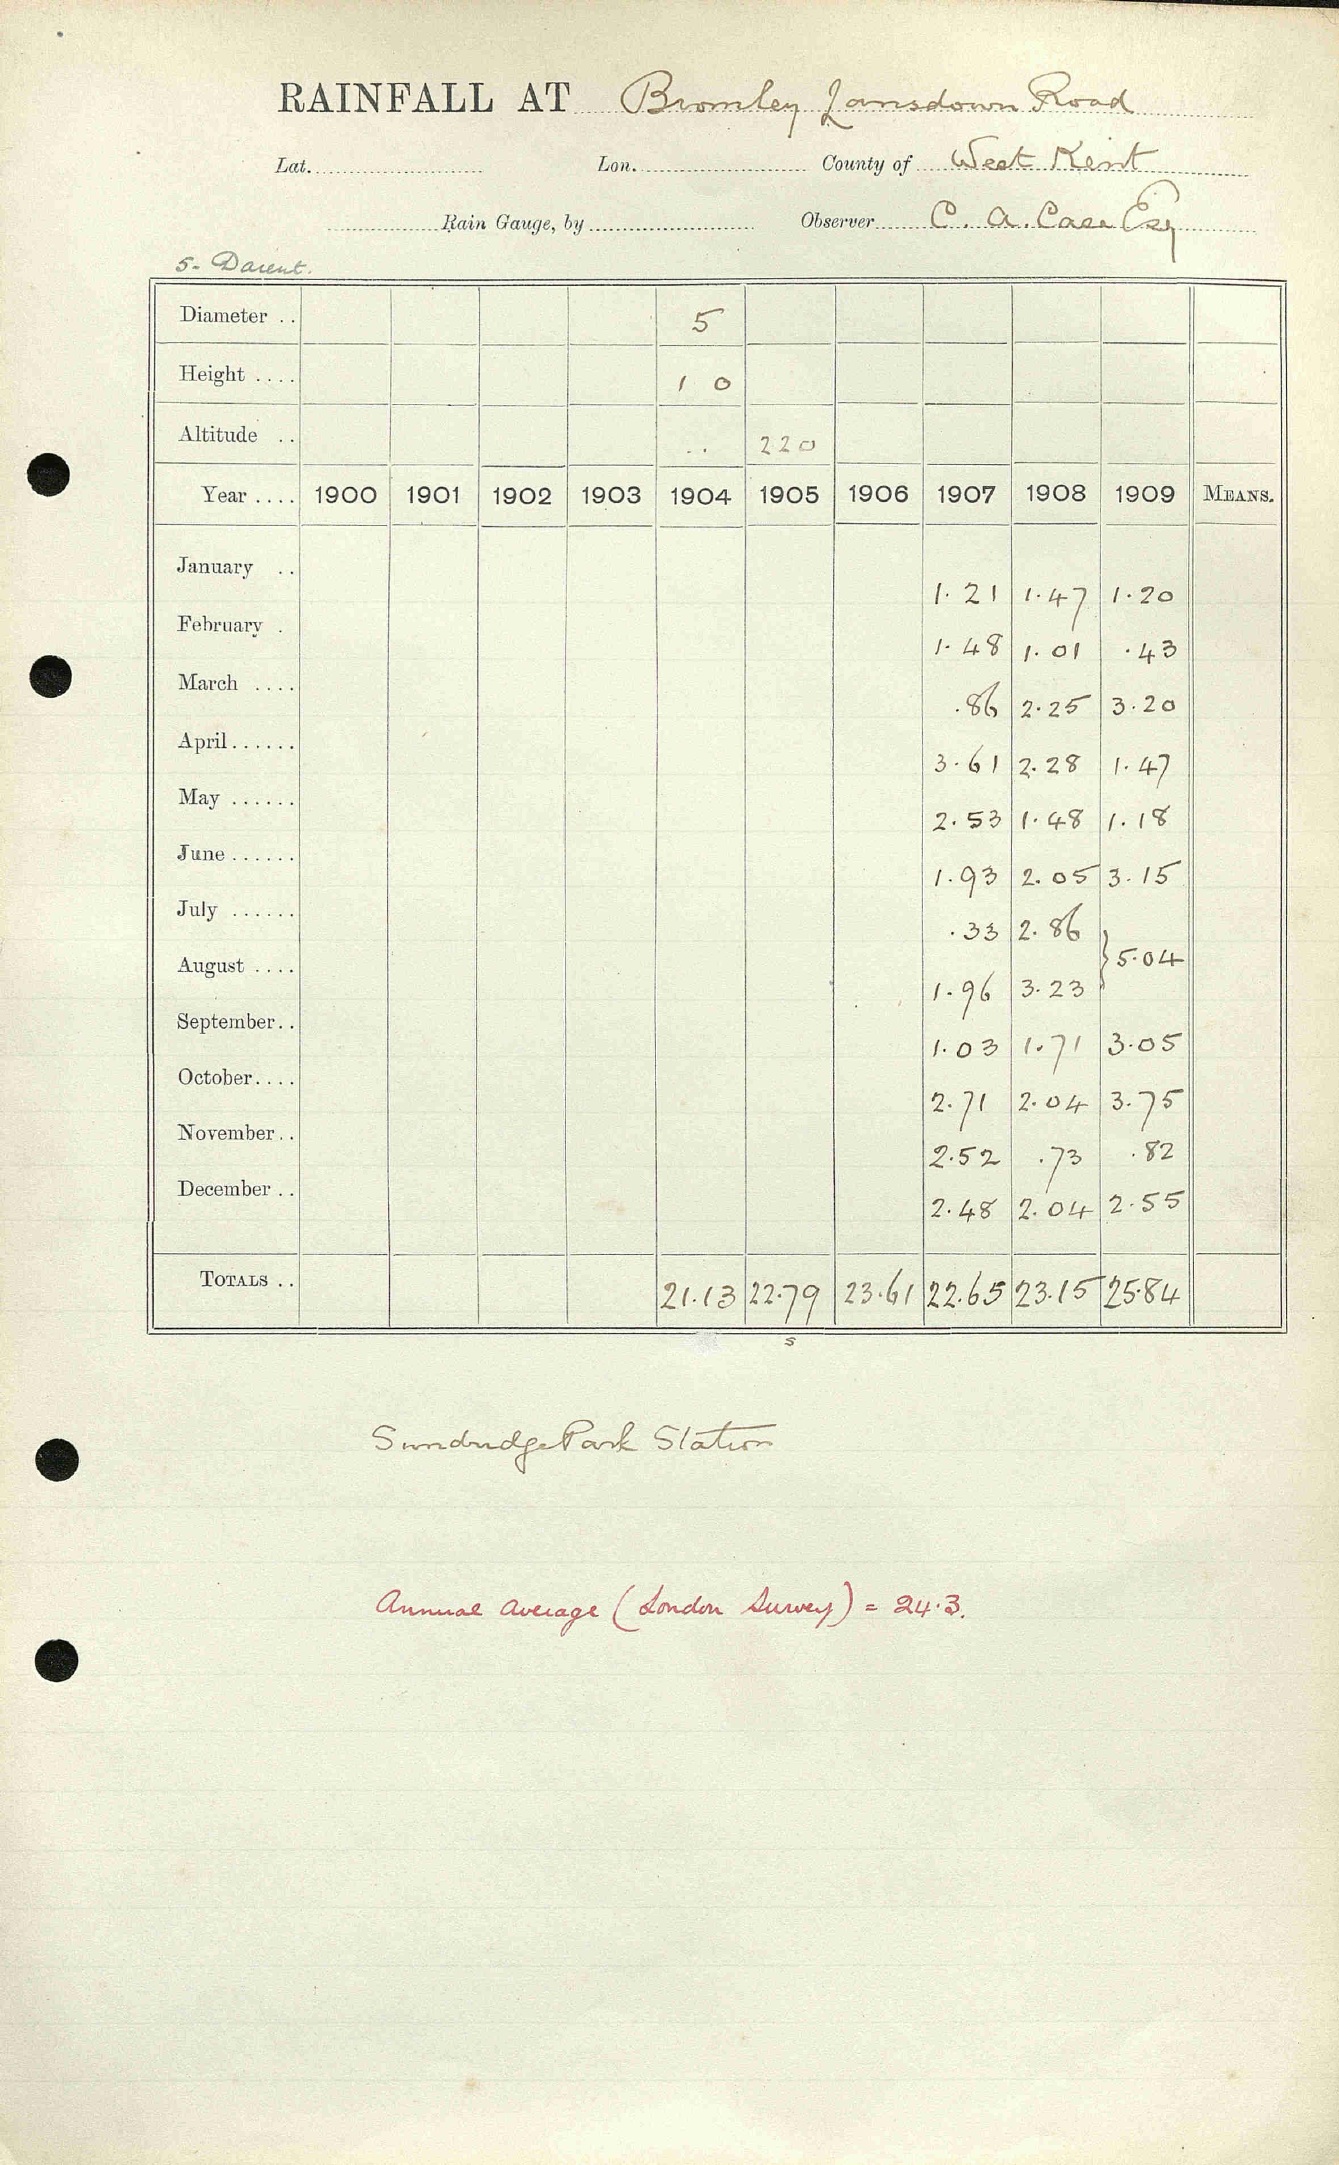 RAINFALL AT Bromley Lansdown Road
Lat. Lon. County of West Kent
Rain Gauge, by Observer C. A. Case Esq
5 - Darent.
Diameter .. 5
Height .... 1 0
Altitude .. .. 220
Year .... 1900 1901 1902 1903 1904 1905 1906 1907 1908 1909 MEANS.
January .. 1.21 1.47 1.20
February . 1.48 1.01 .43
March .... .86 2.25 3.20
April...... 3.61 2.28 1.47
May ...... 2.53 1.48 1.18
June ...... 1.93 2.05 3.15
July ...... .33 2.86
August .... 1.96 3.23 } 5.04
September.. 1.03 1.71 3.05
October.... 2.71 2.04 3.75
November.. 2.52 .73 .82
December .. 2.48 2.04 2.55
TOTALS .. 21.13 22.79 23.61 22.65 23.15 25.84
s
Sundridge Park Station
Annual average (London Survey) = 24.3.